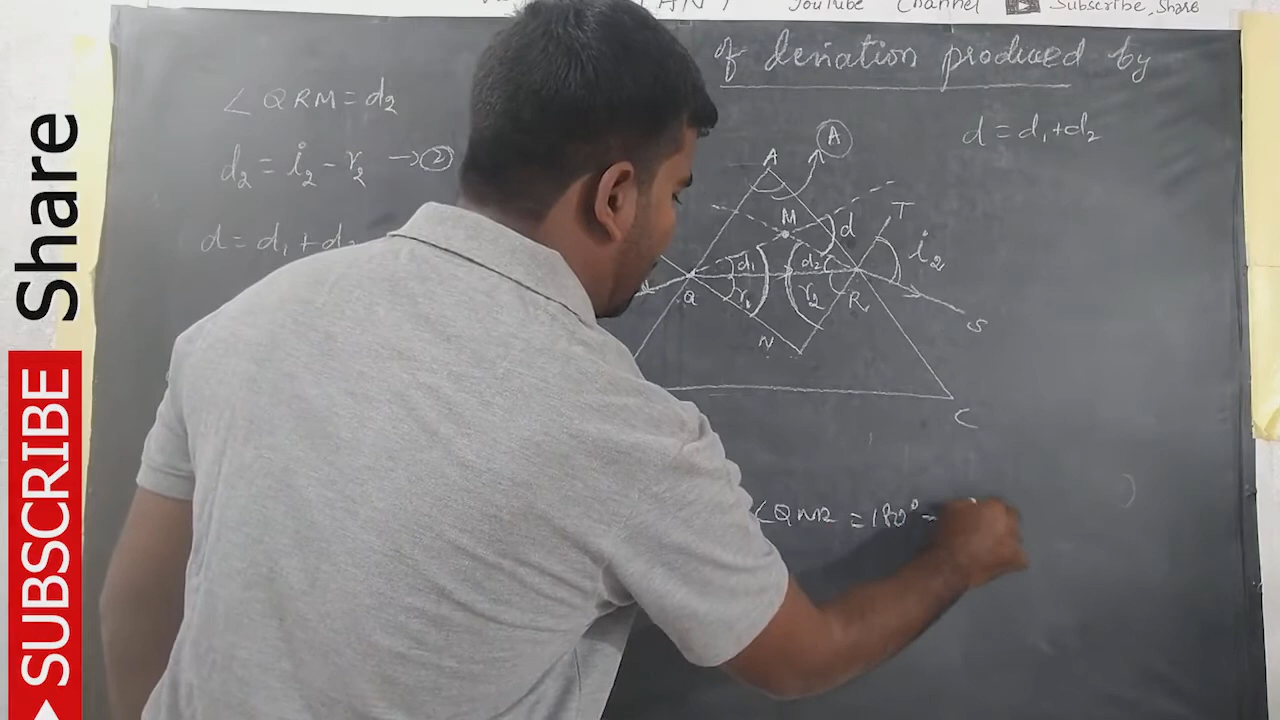 YouTube Channel Subscribe, Share
of deviation produced by
∠QRM = d₂
d₂ = i₂ - r₂ → ②
d = d₁ + d₂
d = d₁ + d₂
A
A
M
T
d
i₂
d₁
d₂
Q
r₁
r₂
R
S
N
C
∠QNR = 180° -
Share
SUBSCRIBE